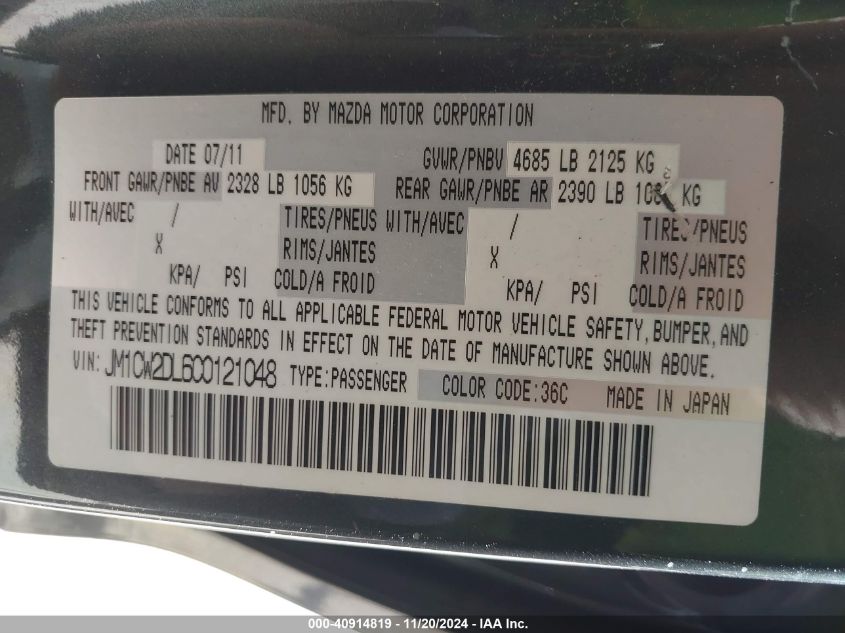 MFD. BY MAZDA MOTOR CORPORATION
DATE 07/11 GVWR/PNBV 4685 LB 2125 KG
FRONT GAWR/PNBE AV 2328 LB 1056 KG REAR GAWR/PNBE AR 2390 LB KG
WITH/AVEC / TIRES/PNEUS WITH/AVEC / TIRES/PNEUS
X RIMS/JANTES X RIMS/JANTES
KPA/ PSI COLD/A FROID KPA/ PSI COLD/A FROID
THIS VEHICLE CONFORMS TO ALL APPLICABLE FEDERAL MOTOR VEHICLE SAFETY, BUMPER, AND
THEFT PREVENTION STANDARDS IN EFFECT ON THE DATE OF MANUFACTURE SHOWN ABOVE.
VIN: JM1CW2DL6C0121048 TYPE:PASSENGER COLOR CODE:36C MADE IN JAPAN
000-40914819 - 11/20/2024 - IAA Inc.